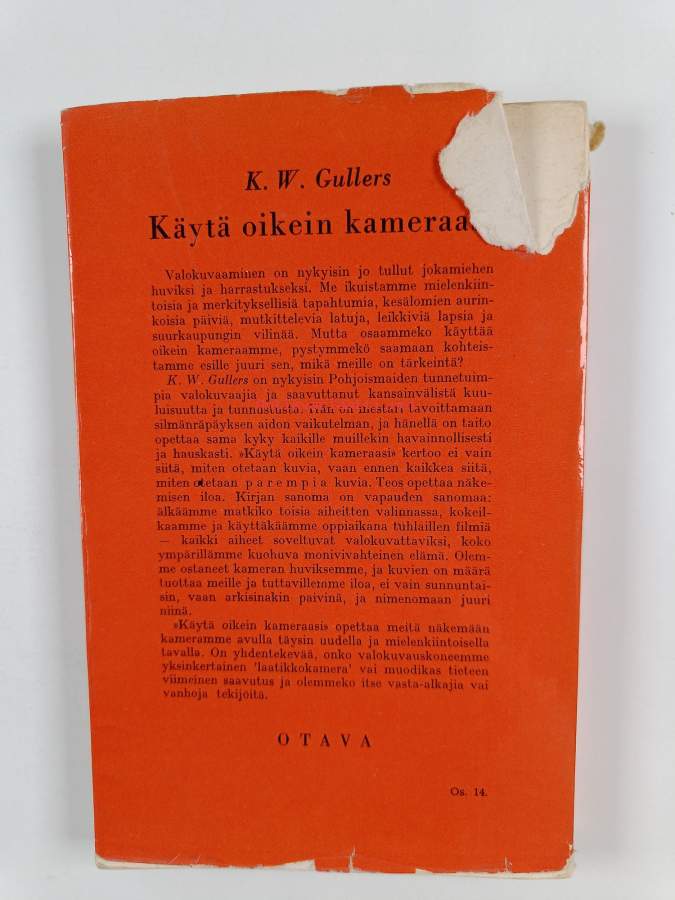 K. W. Gullers
Käytä oikein kameraa
Valokuvaaminen on nykyisin jo tullut jokamiehen
huviksi ja harrastukseksi. Me ikuistamme mielenkiin-
toisia ja merkityksellisiä tapahtumia, kesälomien aurin-
koisia päiviä, mutkittelevia latuja, leikkiviä lapsia ja
suurkaupungin vilinää. Mutta osaammeko käyttää
oikein kameraamme, pystymmekö saamaan kohteis-
tamme esille juuri sen, mikä meille on tärkeintä?
K. W. Gullers on nykyisin Pohjoismaiden tunnetuim-
pia valokuvaajia ja saavuttanut kansainvälistä kuu-
luisuutta ja tunnustusta. Hän on mestari tavoittamaan
silmänräpäyksen aidon vaikutelman, ja hänellä on taito
opettaa sama kyky kaikille muillekin havainnollisesti
ja hauskasti. »Käytä oikein kameraasi» kertoo ei vain
siitä, miten otetaan kuvia, vaan ennen kaikkea siitä,
miten otetaan parempia kuvia. Teos opettaa näke-
misen iloa. Kirjan sanoma on vapauden sanomaa:
älkäämme matkiko toisia aiheitten valinnassa, kokeil-
kaamme ja käyttäkäämme oppiaikana tuhlaillen filmiä
— kaikki aiheet soveltuvat valokuvattaviksi, koko
ympärillämme kuohuva monivivahteinen elämä. Olem-
me ostaneet kameran huviksemme, ja kuvien on määrä
tuottaa meille ja tuttavillemme iloa, ei vain sunnuntai-
sin, vaan arkisinakin päivinä, ja nimenomaan juuri
niinä.
»Käytä oikein kameraasi» opettaa meitä näkemään
kameramme avulla täysin uudella ja mielenkiintoisella
tavalla. On yhdentekevää, onko valokuvauskoneemme
yksinkertainen 'laatikkokamera' vai muodikas tieteen
viimeinen saavutus ja olemmeko itse vasta-alkajia vai
vanhoja tekijöitä.
OTAVA
Os. 14.